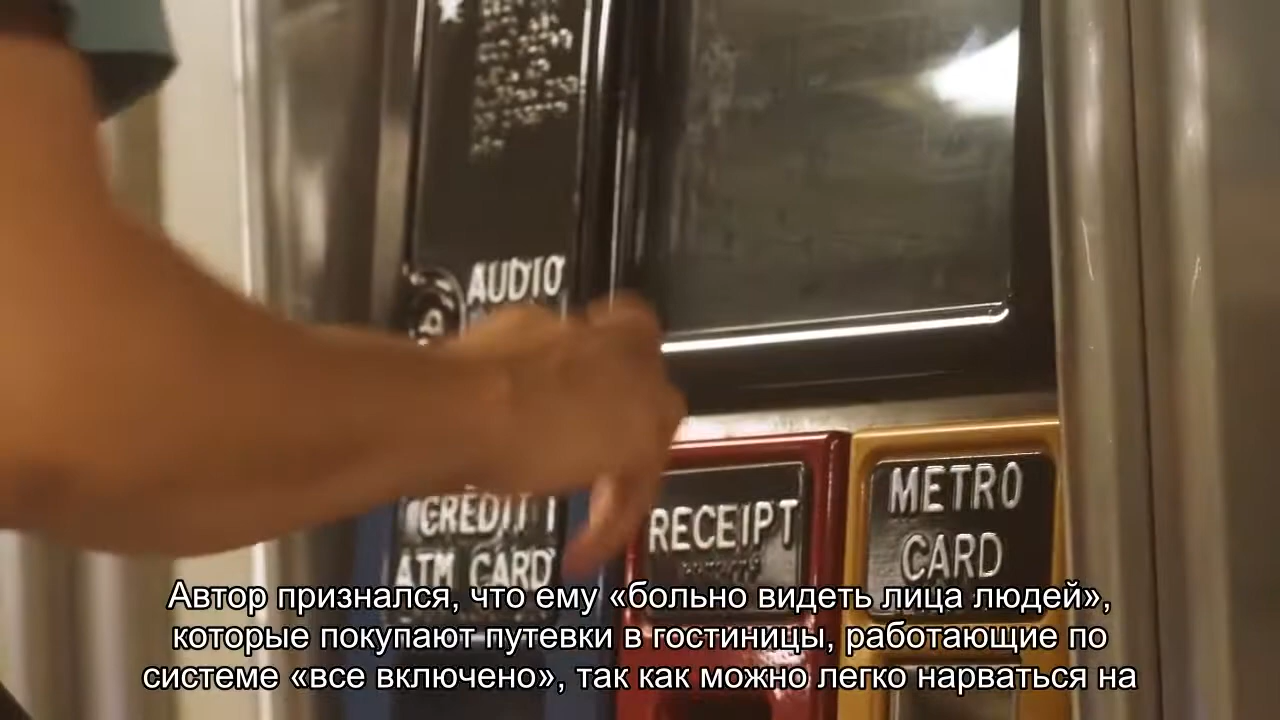 AUDIO
CREDIT
ATM CARD
RECEIPT
METRO
CARD
Автор признался, что ему «больно видеть лица людей»,
которые покупают путевки в гостиницы, работающие по
системе «все включено», так как можно легко нарваться на